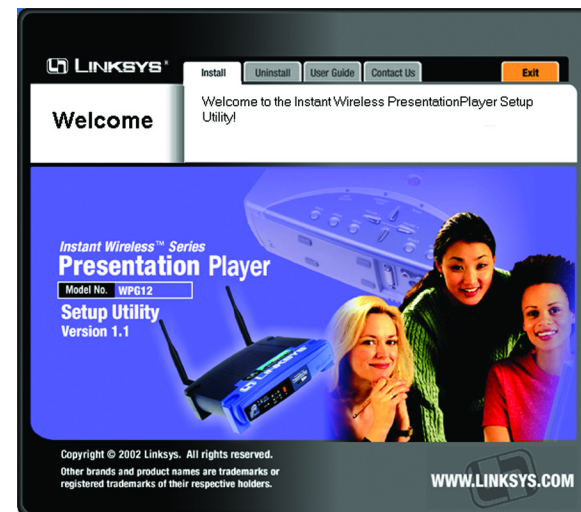 LINKSYS®
Install
Uninstall
User Guide
Contact Us
Exit
Welcome
Welcome to the Instant Wireless PresentationPlayer Setup
Utility!
Instant Wireless™ Series
Presentation Player
Model No. WPG12
Setup Utility
Version 1.1
LINKSYS
Copyright © 2002 Linksys. All rights reserved.
Other brands and product names are trademarks or
registered trademarks of their respective holders.
WWW.LINKSYS.COM